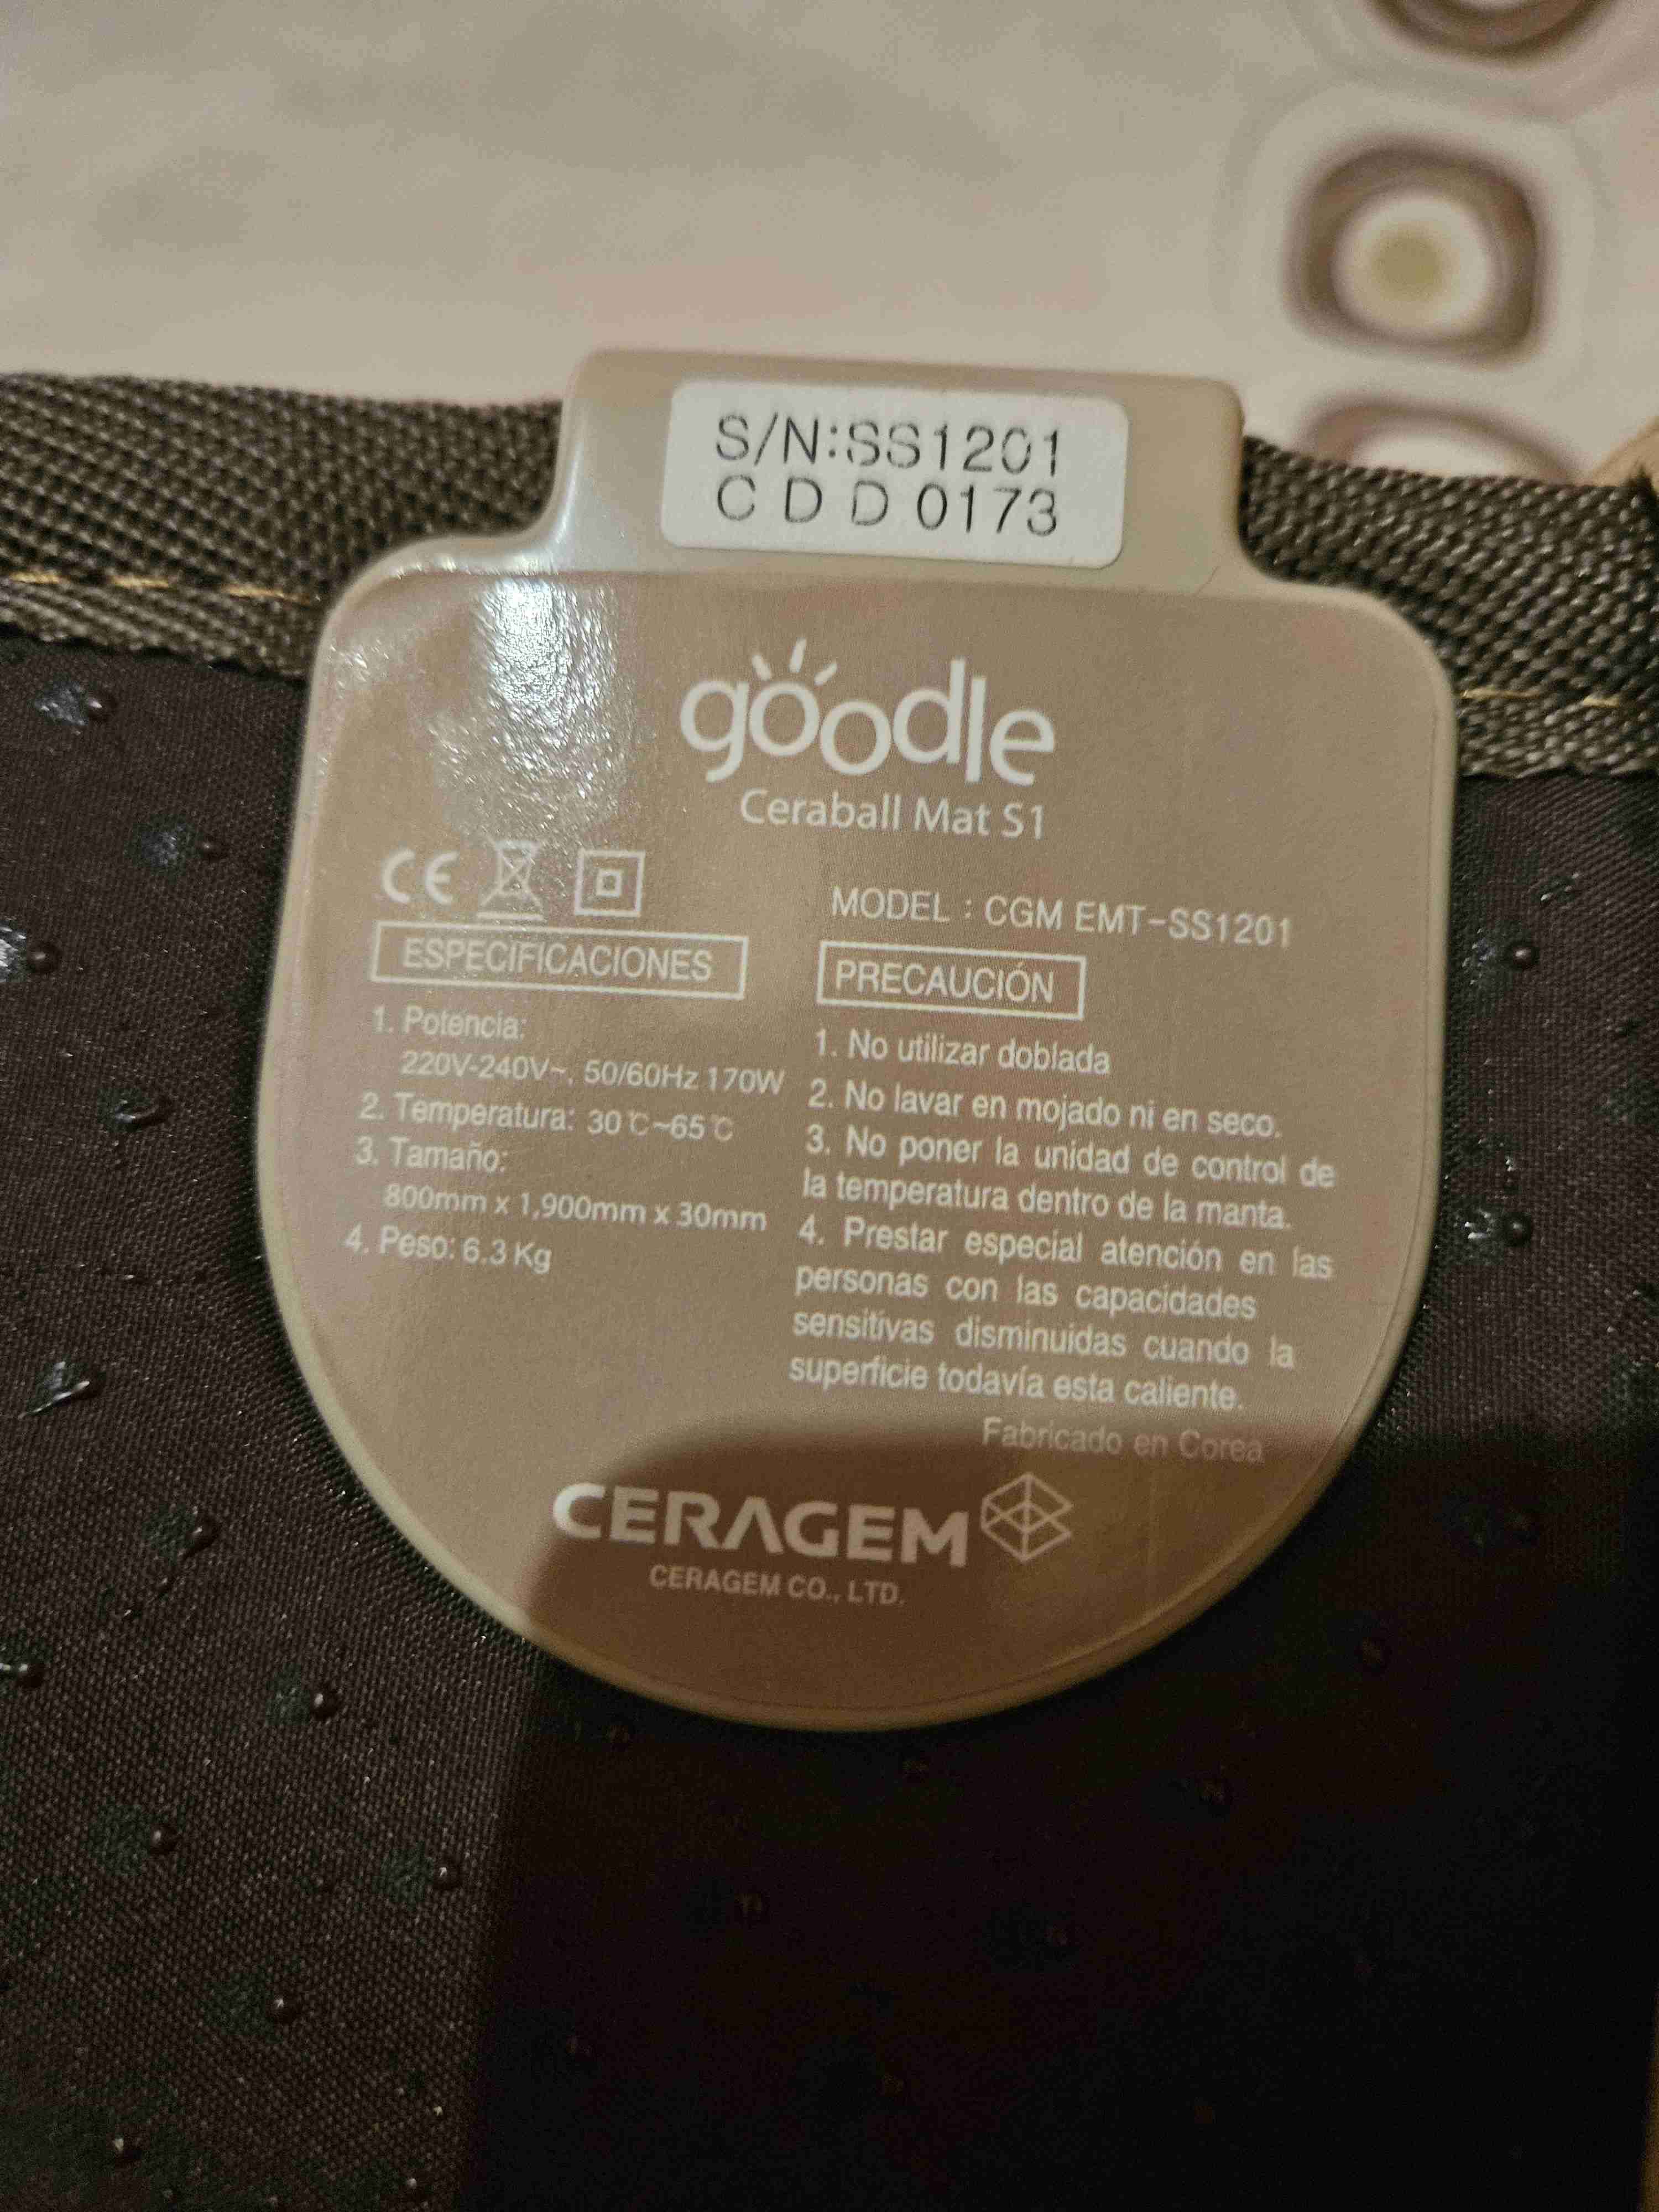 S/N:SS1201
C D D 0173
goodle
Ceraball Mat S1
CE
MODEL : CGM EMT-SS1201
ESPECIFICACIONES
1. Potencia:
220V-240V~, 50/60Hz 170W
2. Temperatura: 30℃~65℃
3. Tamaño:
800mm x 1,900mm x 30mm
4. Peso: 6.3 Kg
PRECAUCIÓN
1. No utilizar doblada
2. No lavar en mojado ni en seco.
3. No poner la unidad de control de
la temperatura dentro de la manta.
4. Prestar especial atención en las
personas con las capacidades
sensitivas disminuidas cuando la
superficie todavía esta caliente.
Fabricado en Corea
CERAGEM
CERAGEM CO., LTD.